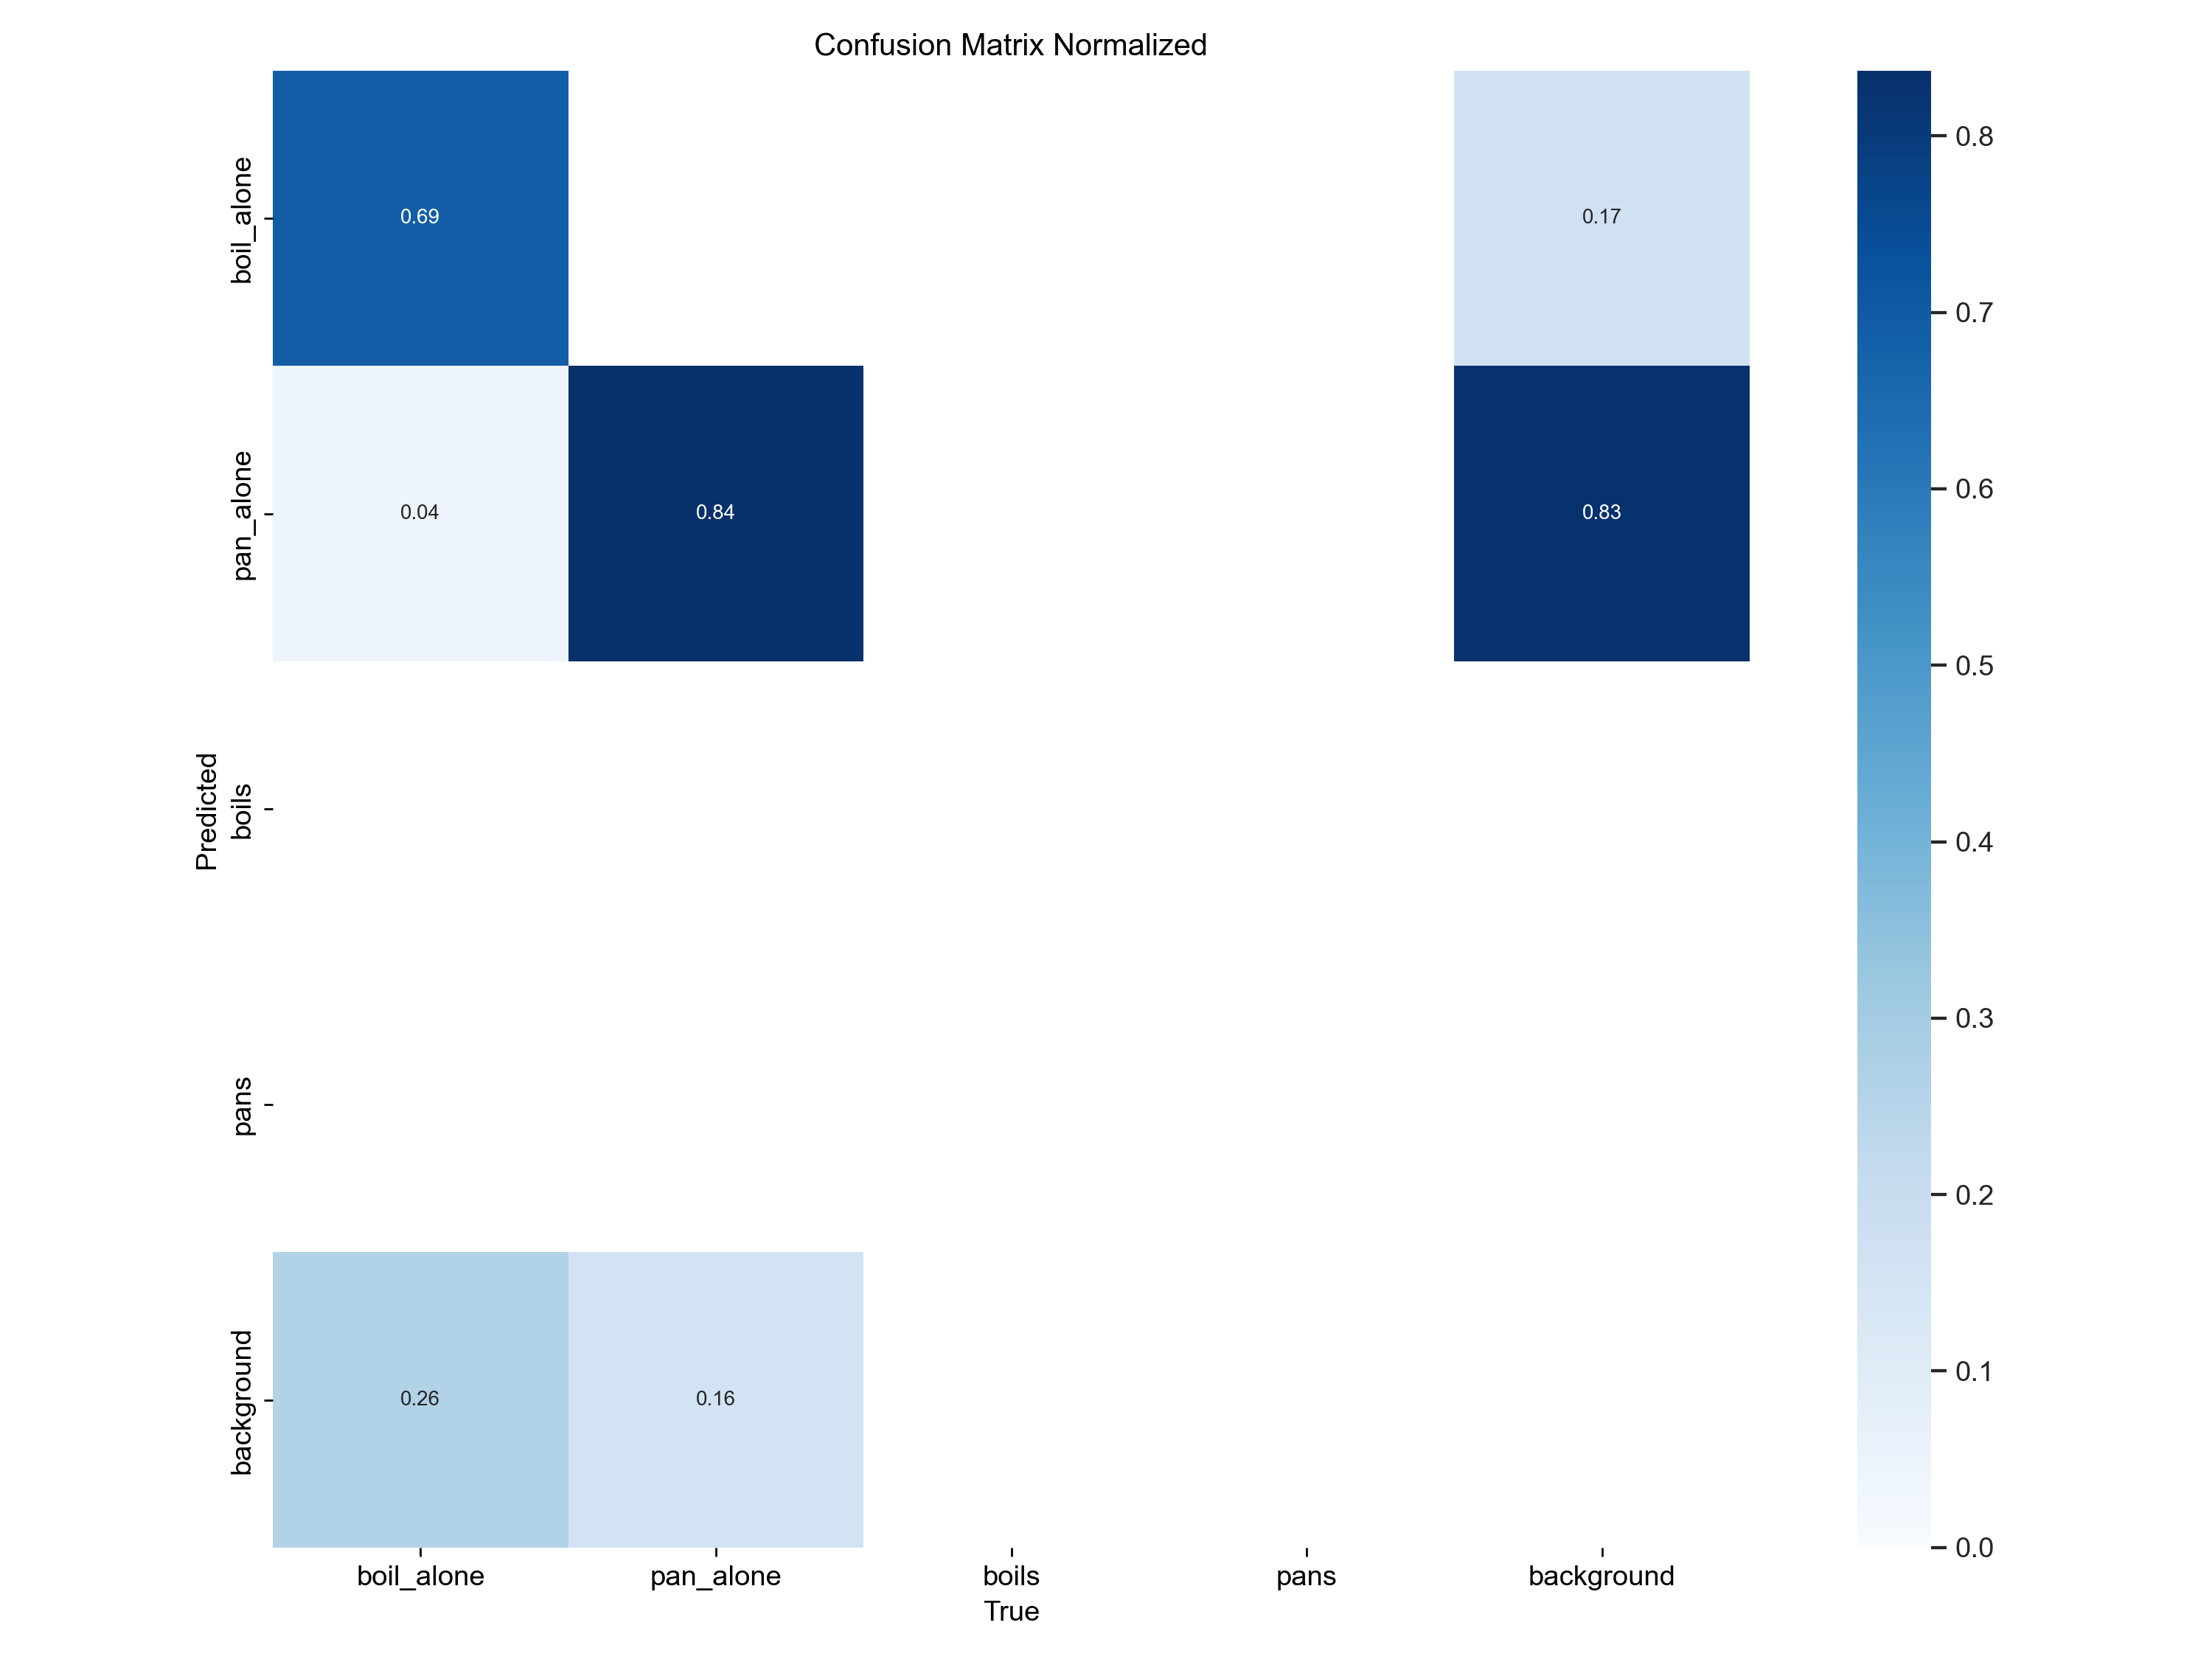 Confusion Matrix Normalized
boil_alone
0.69
0.17
pan_alone
0.04
0.84
0.83
boils
pans
background
0.26
0.16
Predicted
boil_alone
pan_alone
boils
pans
background
True
0.8
0.7
0.6
0.5
0.4
0.3
0.2
0.1
0.0